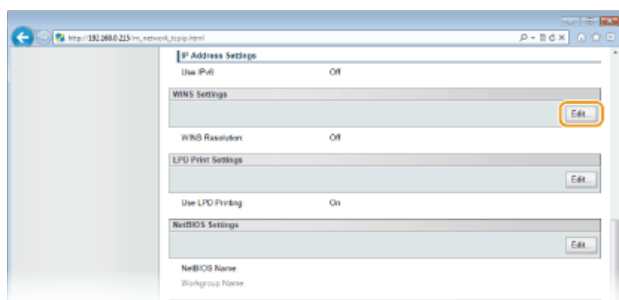 http://192.168.0.215/m_network_tcpip.html
IP Address Settings
Use IPv6 Off
WINS Settings
Edit...
WINS Resolution Off
LPD Print Settings
Edit...
Use LPD Printing On
NetBIOS Settings
Edit...
NetBIOS Name
Workgroup Name